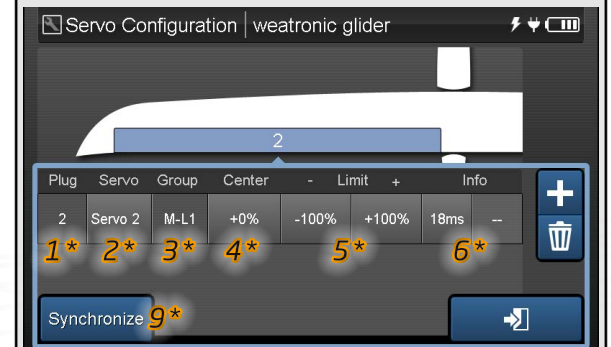 Servo Configuration | weatronic glider
2
Plug Servo Group Center - Limit + Info
2 Servo 2 M-L1 +0% -100% +100% 18ms --
1* 2* 3* 4* 5* 6*
Synchronize 9*